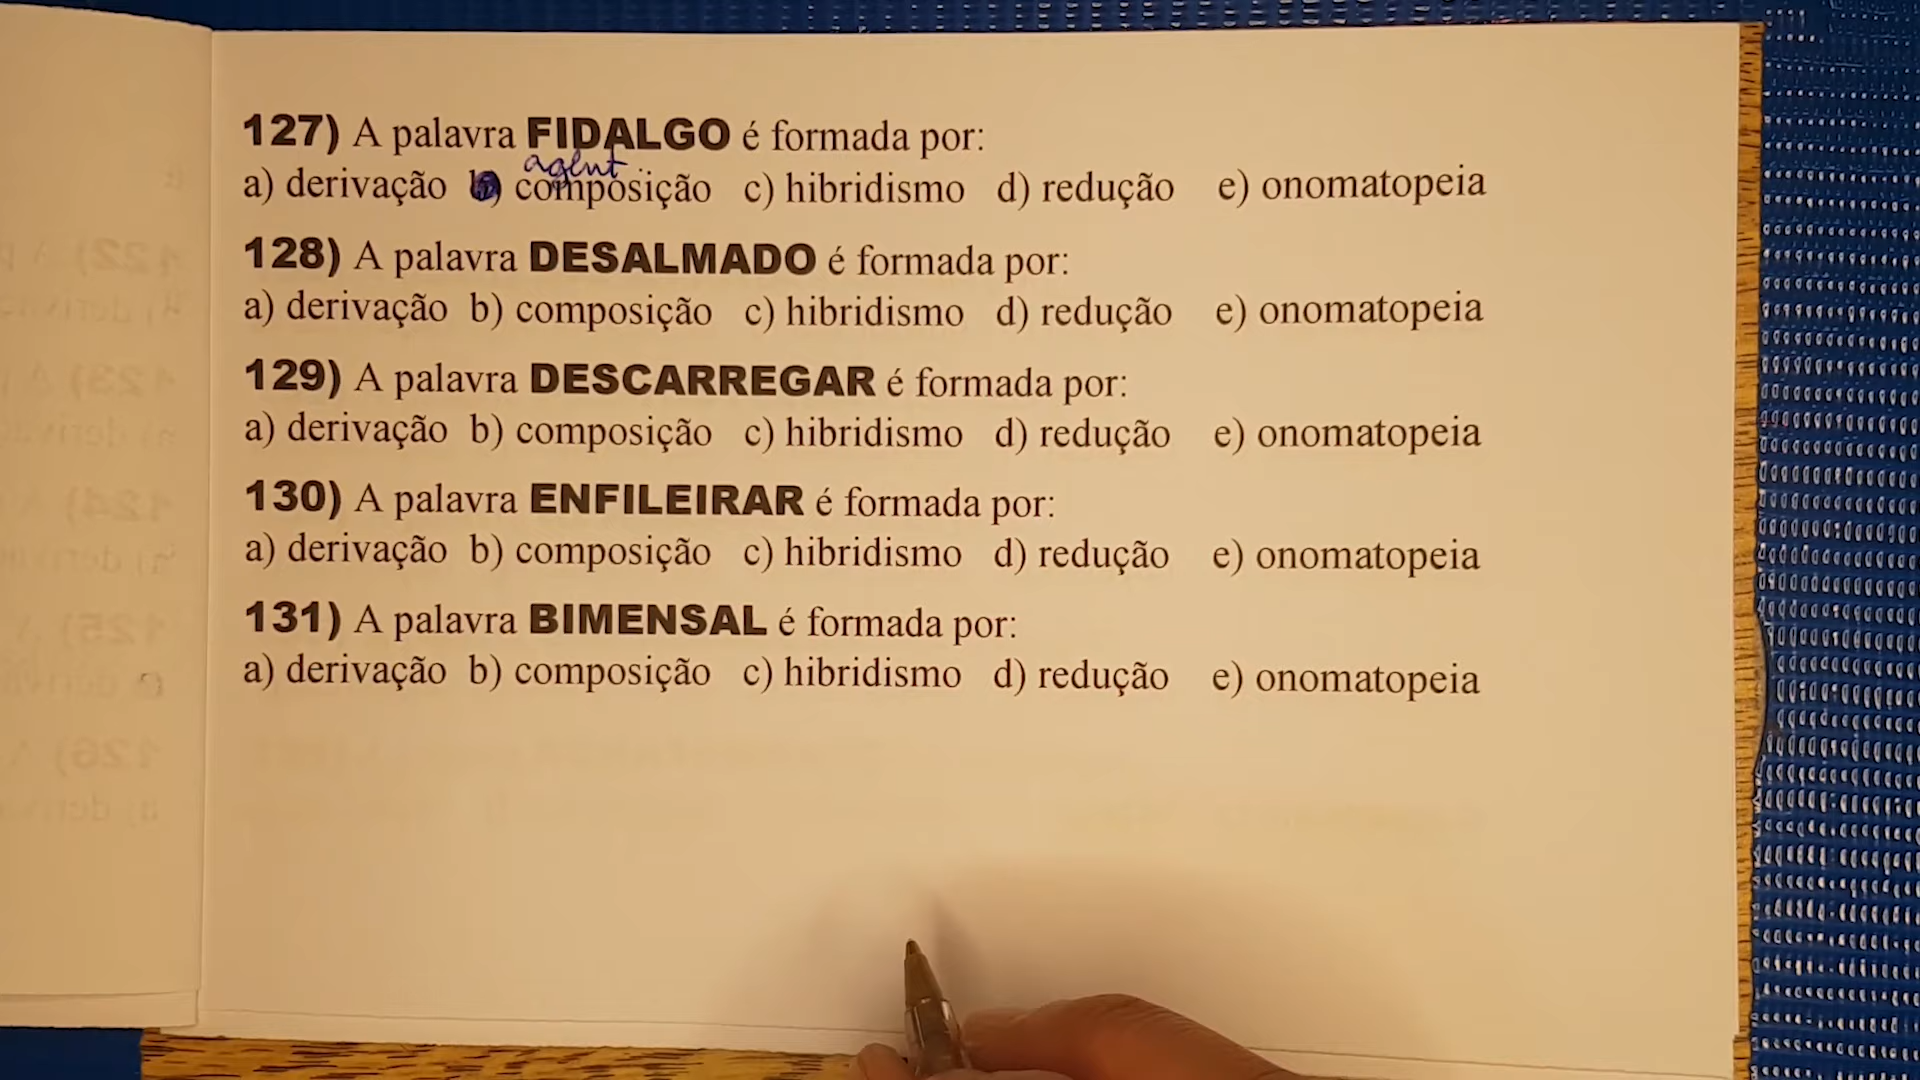 127) A palavra FIDALGO é formada por:
aglut
a) derivação b) composição c) hibridismo d) redução e) onomatopeia
128) A palavra DESALMADO é formada por:
a) derivação b) composição c) hibridismo d) redução e) onomatopeia
129) A palavra DESCARREGAR é formada por:
a) derivação b) composição c) hibridismo d) redução e) onomatopeia
130) A palavra ENFILEIRAR é formada por:
a) derivação b) composição c) hibridismo d) redução e) onomatopeia
131) A palavra BIMENSAL é formada por:
a) derivação b) composição c) hibridismo d) redução e) onomatopeia